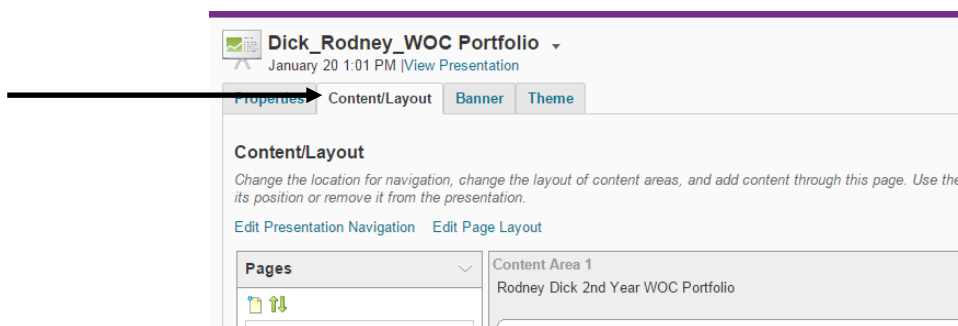 Dick_Rodney_WOC Portfolio
January 20 1:01 PM |View Presentation
Properties Content/Layout Banner Theme
Content/Layout
Change the location for navigation, change the layout of content areas, and add content through this page. Use the
its position or remove it from the presentation.
Edit Presentation Navigation Edit Page Layout
Pages
Content Area 1
Rodney Dick 2nd Year WOC Portfolio